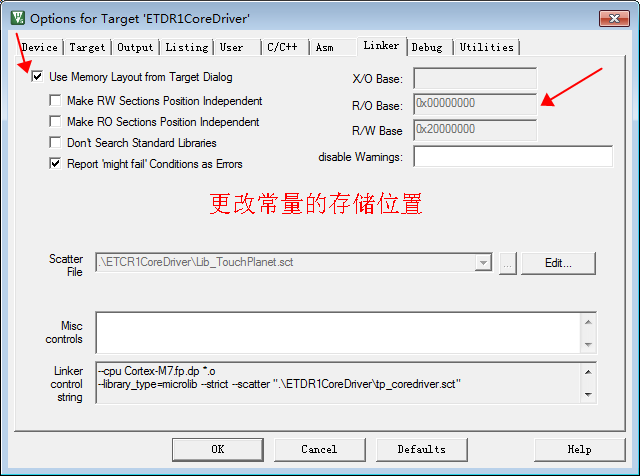 Options for Target 'ETDR1CoreDriver'
Device Target Output Listing User C/C++ Asm Linker Debug Utilities
Use Memory Layout from Target Dialog
X/O Base:
Make RW Sections Position Independent
R/O Base: 0x00000000
Make RO Sections Position Independent
R/W Base 0x20000000
Don't Search Standard Libraries
disable Warnings:
Report 'might fail' Conditions as Errors
更改常量的存储位置
Scatter
File
.\ETCR1CoreDriver\Lib_TouchPlanet.sct
...
Edit...
Misc
controls
Linker
control
string
--cpu Cortex-M7.fp.dp *.o
--library_type=microlib --strict --scatter ".\ETDR1CoreDriver\tp_coredriver.sct"
OK Cancel Defaults Help